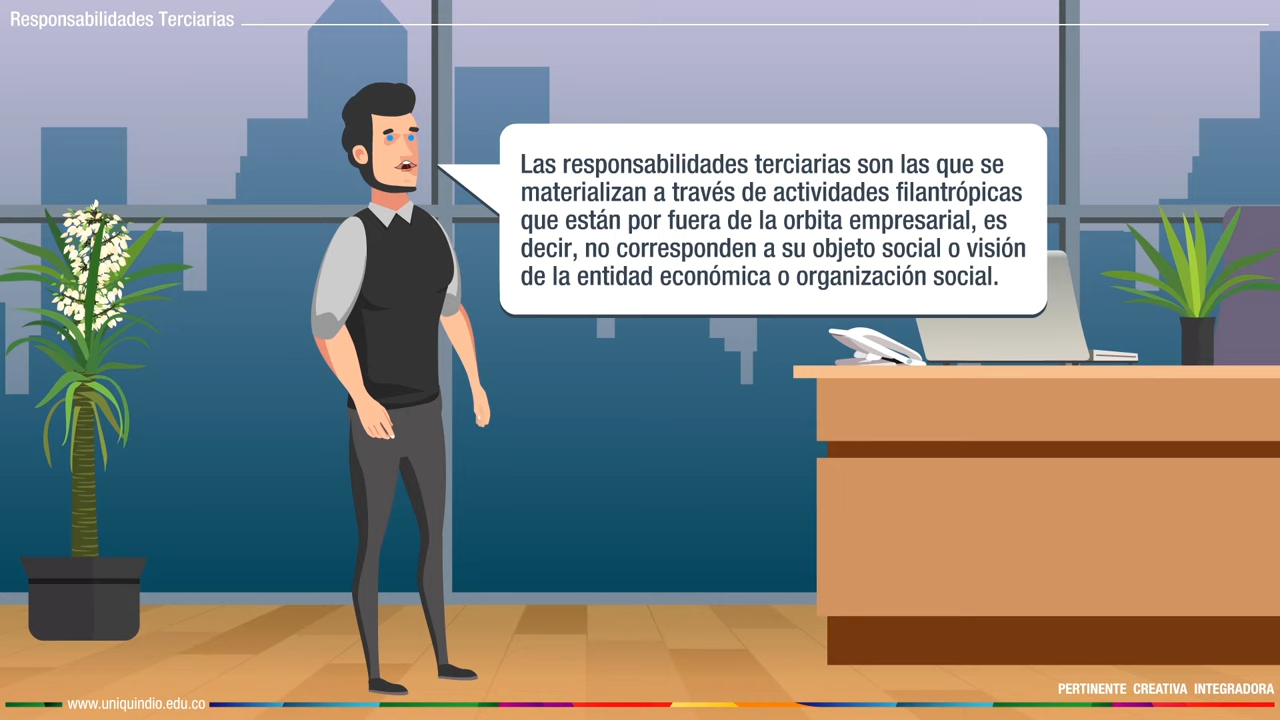 Responsabilidades Terciarias
Las responsabilidades terciarias son las que se
materializan a través de actividades filantrópicas
que están por fuera de la orbita empresarial, es
decir, no corresponden a su objeto social o visión
de la entidad económica o organización social.
PERTINENTE CREATIVA INTEGRADORA
www.uniquindio.edu.co